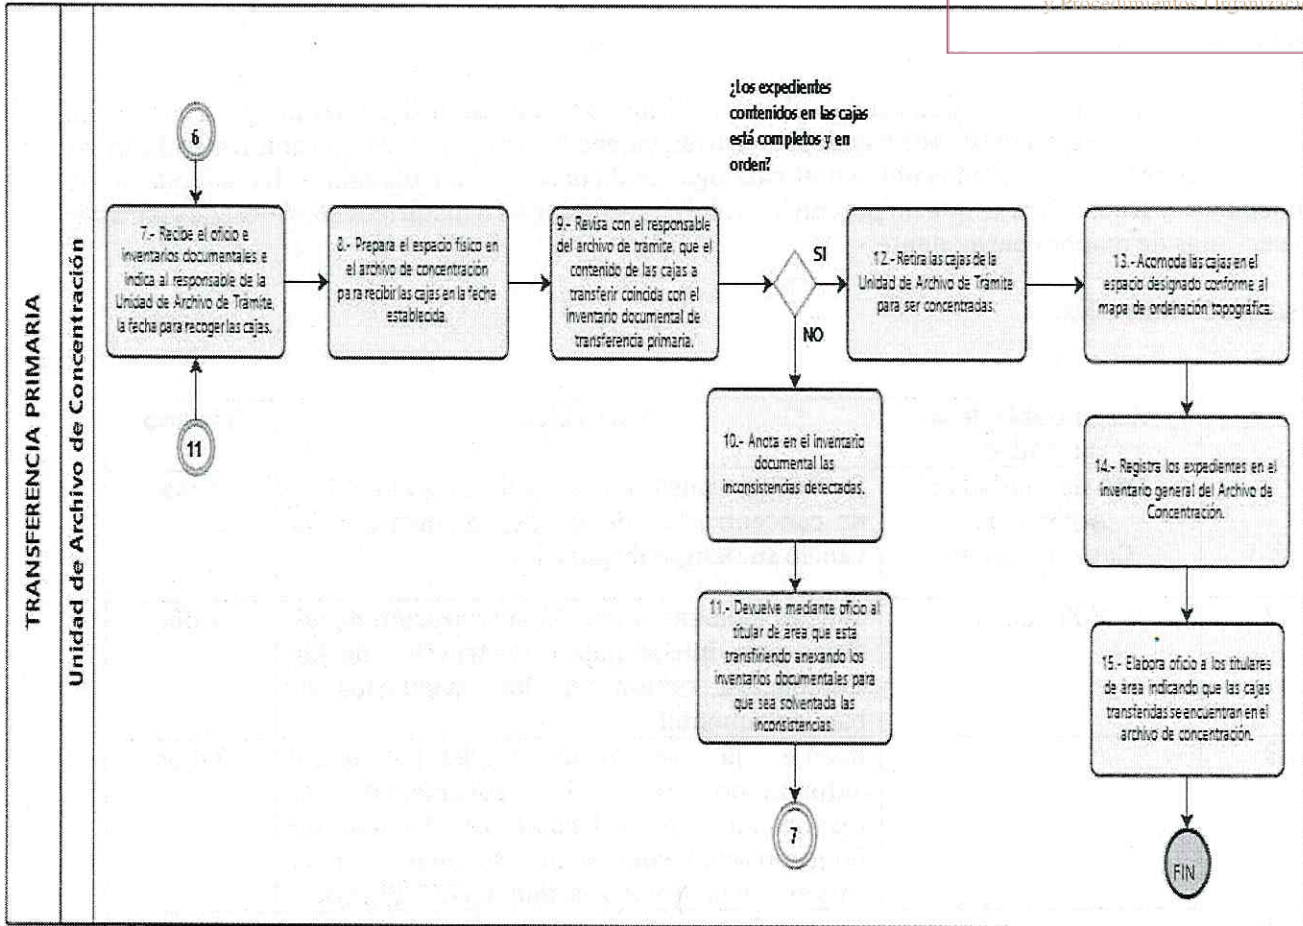 y Procedimientos Organizaci
TRANSFERENCIA PRIMARIA
Unidad de Archivo de Concentración
¿Los expedientes
contenidos en las cajas
está completos y en
orden?
6
7.- Recibe el oficio e
inventarios documentales e
indica al responsable de la
Unidad de Archivo de Trámite,
la fecha para recoger las cajas.
11
8.- Prepara el espacio físico en
el archivo de concentración
para recibir las cajas en la fecha
establecida.
9.- Revisa con el responsable
del archivo de trámite, que el
contenido de las cajas a
transferir coincida con el
inventario documental de
transferencia primaria.
SI
NO
12.- Retira las cajas de la
Unidad de Archivo de Trámite
para ser concentradas.
13.- Acomoda las cajas en el
espacio designado conforme al
mapa de ordenación topográfica.
10.- Anota en el inventario
documental las
inconsistencias detectadas.
14.- Registra los expedientes en el
inventario general del Archivo de
Concentración.
11.- Devuelve mediante oficio al
titular de area que esta
transfiriendo anexando los
inventarios documentales para
que sea solventada las
inconsistencias.
15.- Elabora oficio a los titulares
de área indicando que las cajas
transferidas se encuentran en el
archivo de concentración.
7
FIN